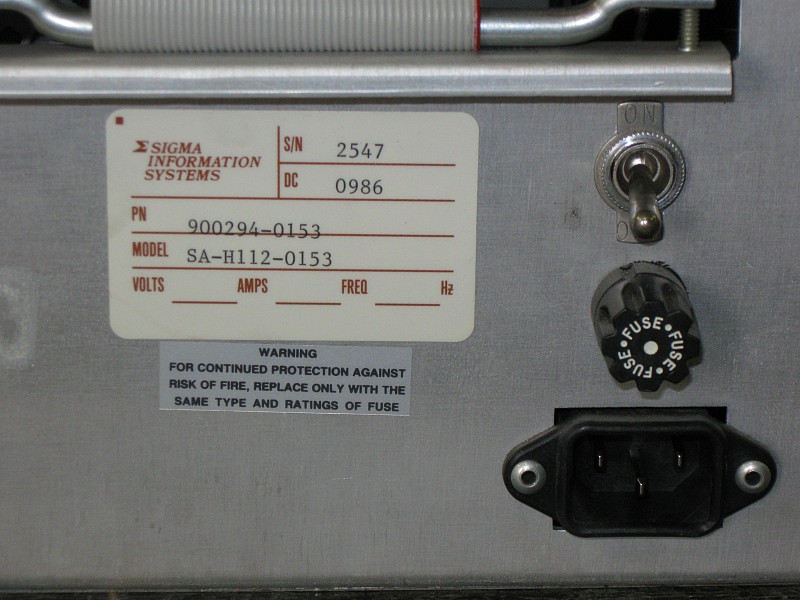 ΣSIGMA
INFORMATION
SYSTEMS
S/N 2547
DC 0986
PN 900294-0153
MODEL SA-H112-0153
VOLTS AMPS FREQ Hz
WARNING
FOR CONTINUED PROTECTION AGAINST
RISK OF FIRE, REPLACE ONLY WITH THE
SAME TYPE AND RATINGS OF FUSE
ON
O
FUSE • FUSE • FUSE •